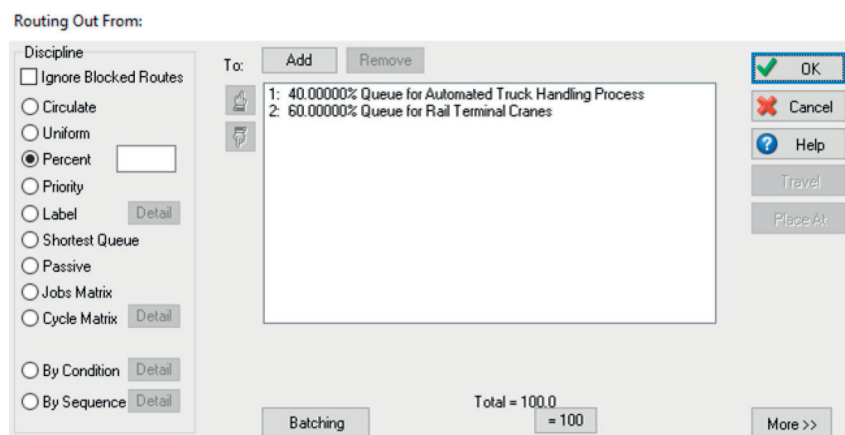 Routing Out From:
Discipline
Ignore Blocked Routes
Circulate
Uniform
Percent
Priority
Label Detail
Shortest Queue
Passive
Jobs Matrix
Cycle Matrix Detail
By Condition Detail
By Sequence Detail
To: Add Remove
1: 40.00000% Queue for Automated Truck Handling Process
2: 60.00000% Queue for Rail Terminal Cranes
Batching
Total = 100.0
= 100
OK
Cancel
Help
Travel
Place At
More >>